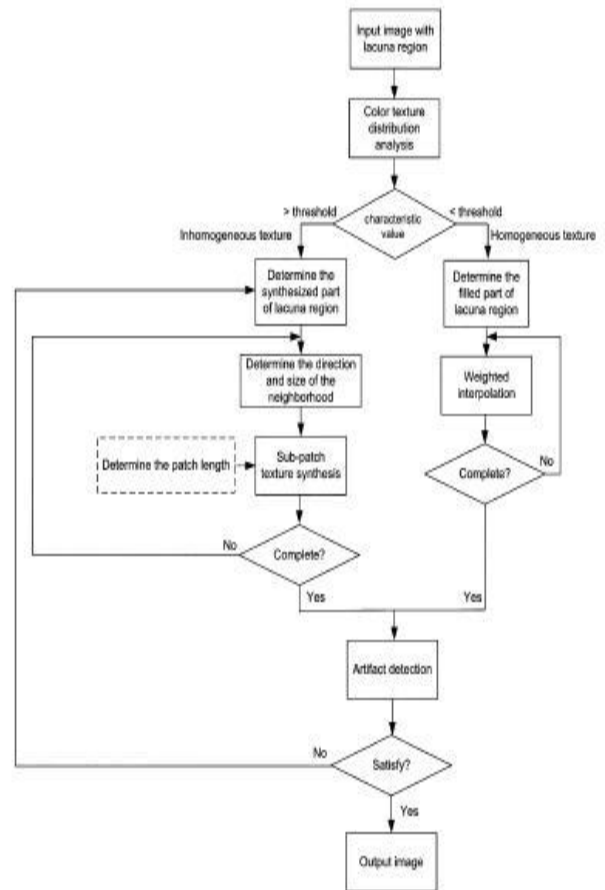 Input image with
lacuna region
Color texture
distribution
analysis
> threshold
< threshold
characteristic
value
Inhomogeneous texture
Homogeneous texture
Determine the
synthesized part
of lacuna region
Determine the
filled part of
lacuna region
Determine the direction
and size of the
neighborhood
Weighted
interpolation
Determine the patch length
Sub-patch
texture synthesis
Complete?
No
No
Complete?
Yes
Yes
Artifact detection
No
Satisfy?
Yes
Output image